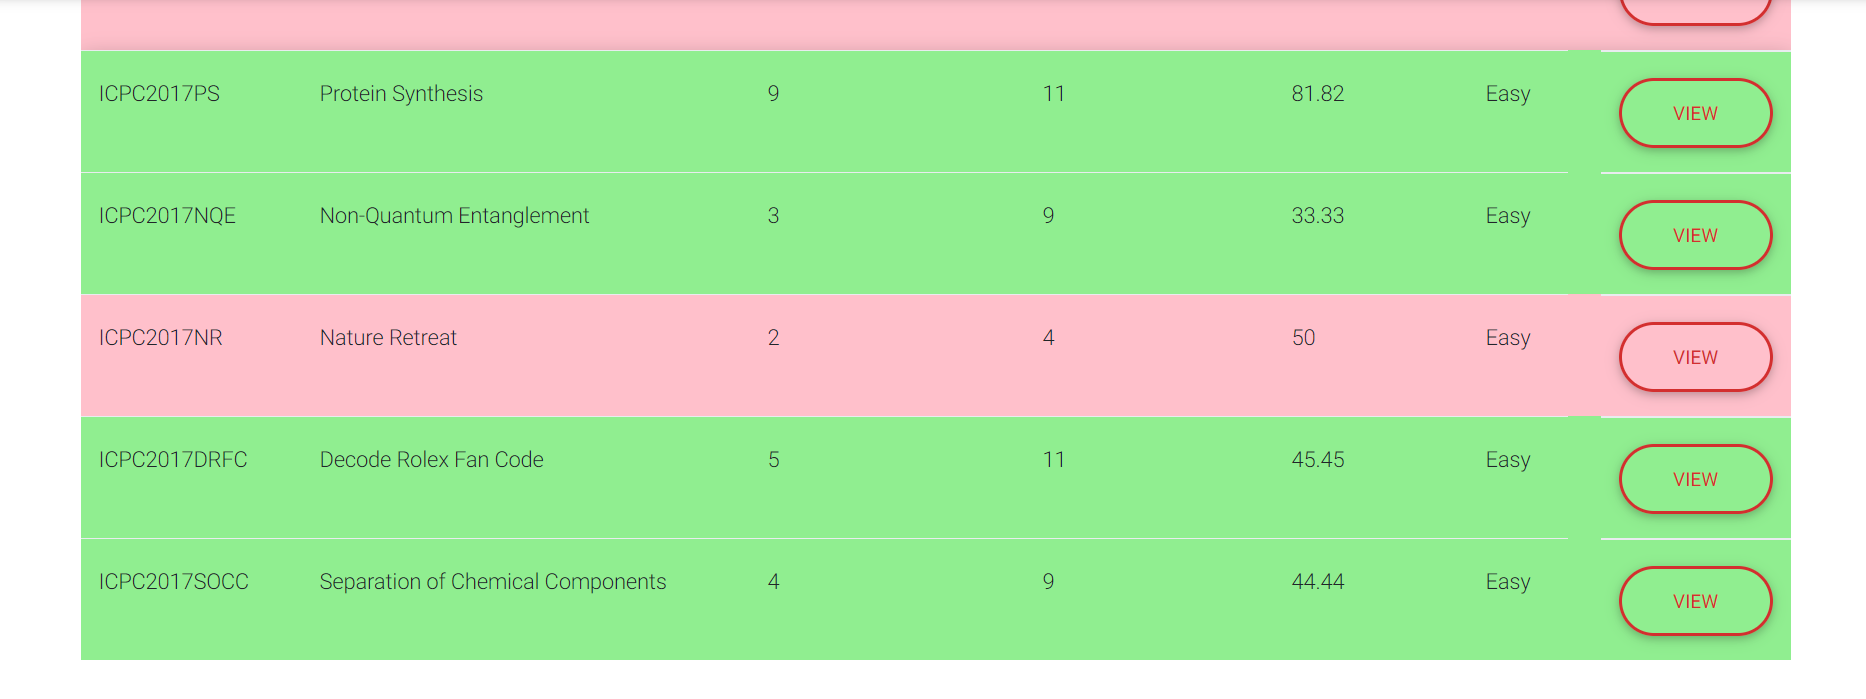 ICPC2017PS Protein Synthesis 9 11 81.82 Easy VIEW
ICPC2017NQE Non-Quantum Entanglement 3 9 33.33 Easy VIEW
ICPC2017NR Nature Retreat 2 4 50 Easy VIEW
ICPC2017DRFC Decode Rolex Fan Code 5 11 45.45 Easy VIEW
ICPC2017SOCC Separation of Chemical Components 4 9 44.44 Easy VIEW